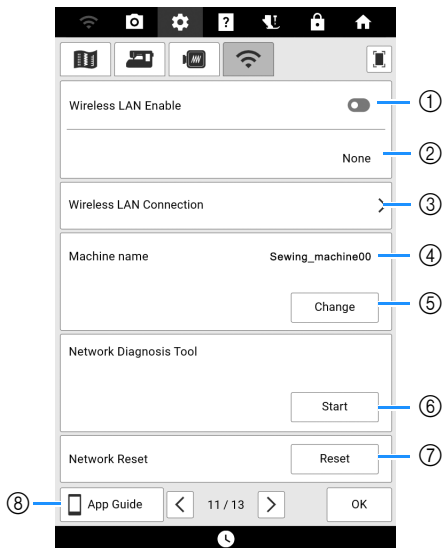 ?
Wireless LAN Enable ①
None ②
Wireless LAN Connection ③
Machine name Sewing_machine00 ④
Change ⑤
Network Diagnosis Tool
Start ⑥
Network Reset Reset ⑦
⑧ App Guide 11 / 13 OK